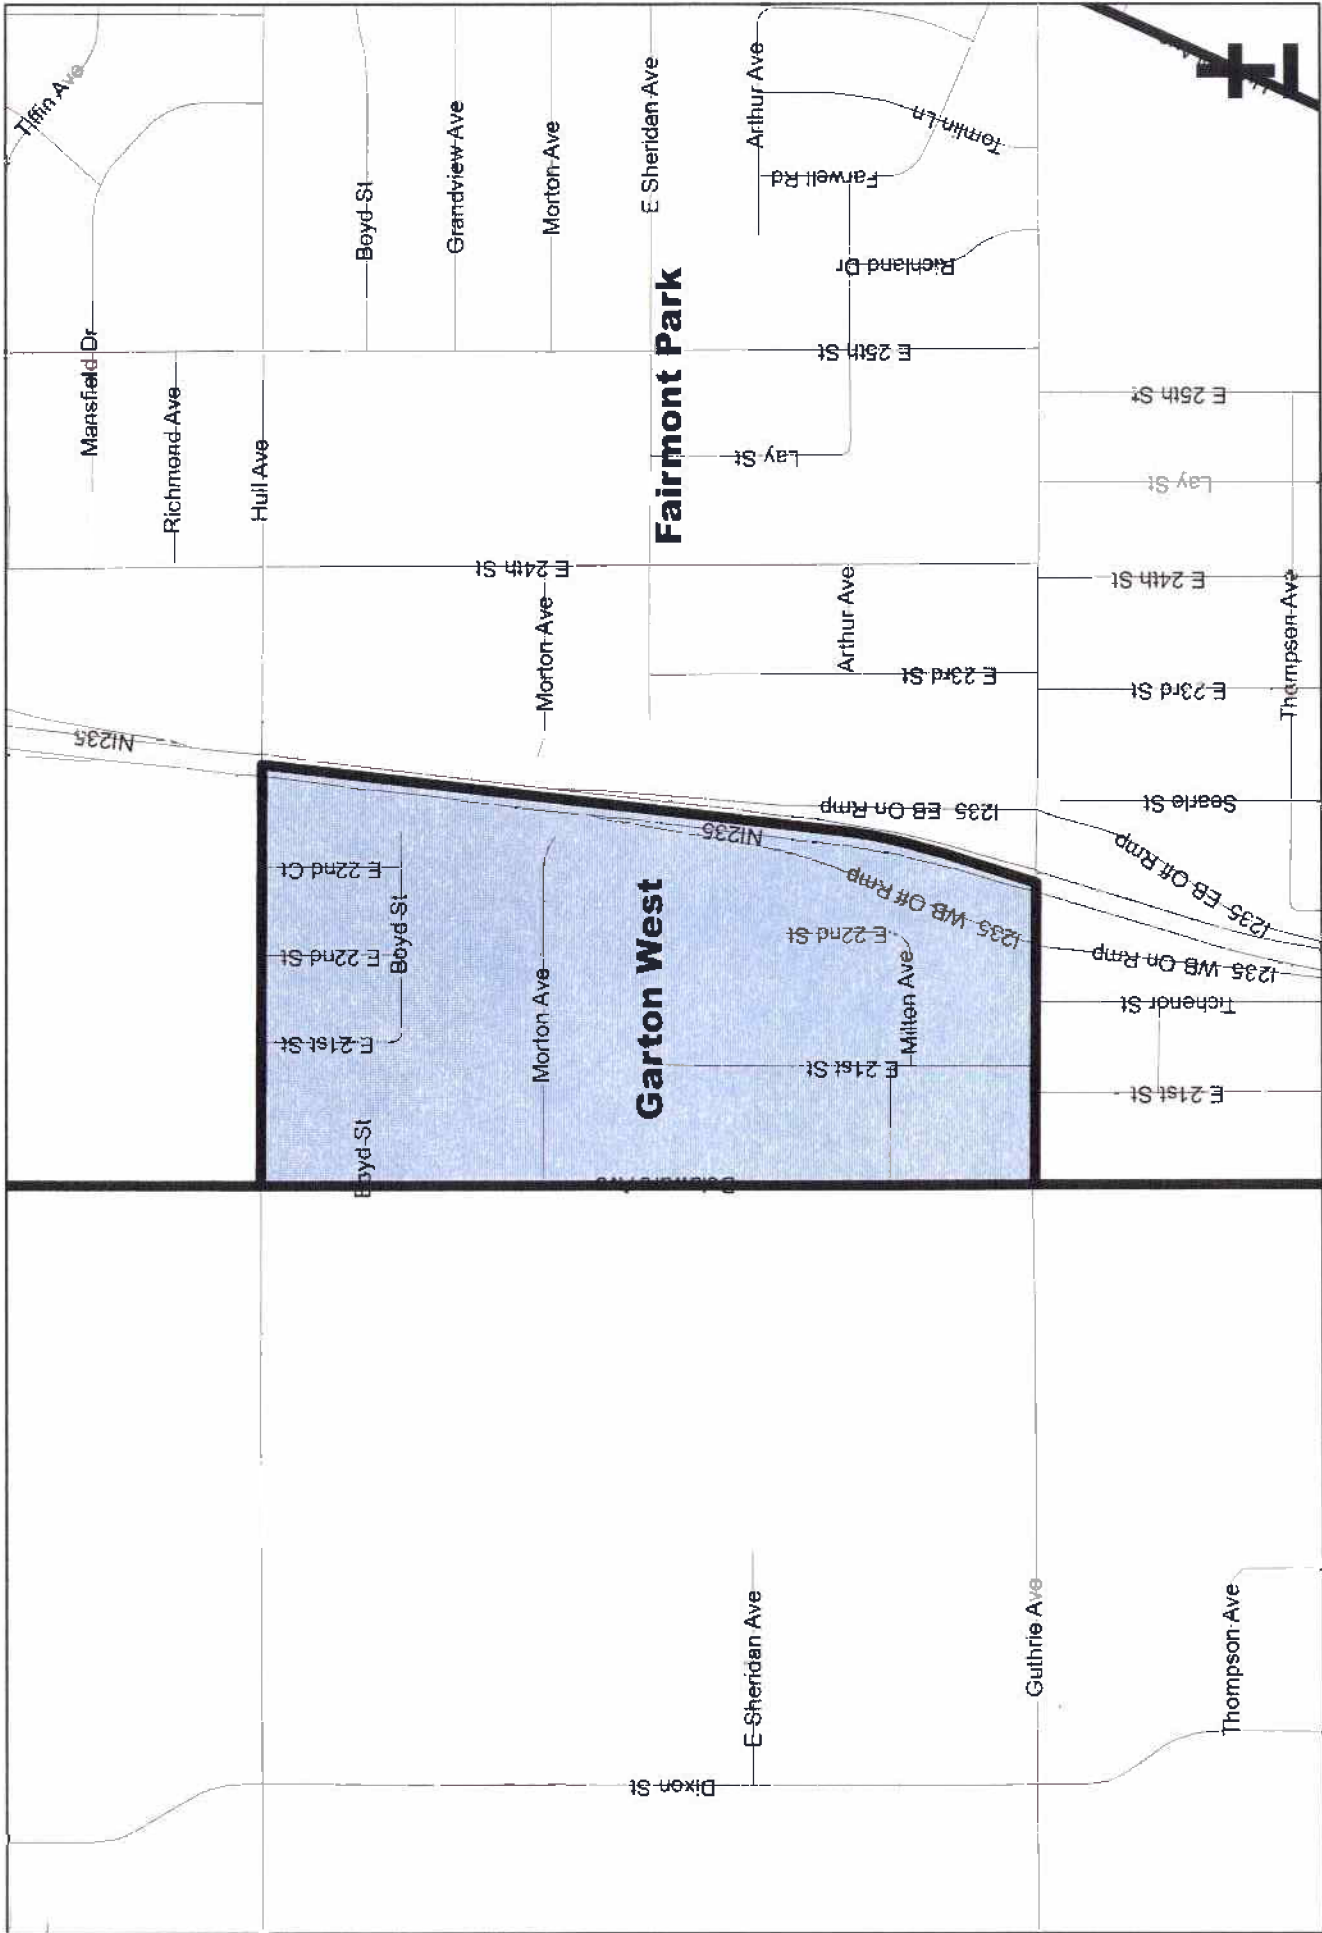 Tiffin Ave
Mansfield Dr
Richmond Ave
Hull Ave
Boyd St
Grandview Ave
Morton Ave
E Sheridan Ave
Arthur Ave
Tomlin Ln
Farwell Rd
Richland Dr
E 25th St
Fairmont Park
Lay St
E 24th St
Morton Ave
Arthur Ave
E 23rd St
E 25th St
Lay St
E 24th St
E 23rd St
Thompson Ave
Searle St
NI235
NI235
I235 EB On Rmp
I235 WB Off Rmp
I235 EB Off Rmp
I235 WB On Rmp
E 22nd Ct
E 22nd St
E 21st St
Boyd St
Boyd St
Morton Ave
Garton West
E 22nd St
Milton Ave
E 21st St
Tichenor St
E 21st St
E Sheridan Ave
Dixon St
Guthrie Ave
Thompson Ave